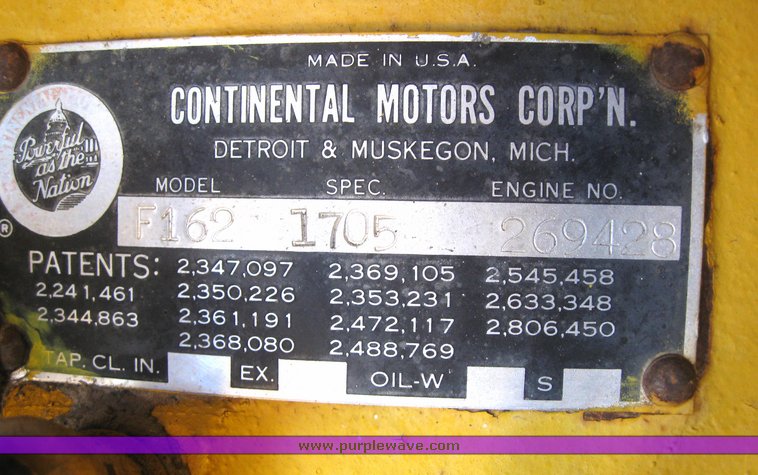 MADE IN U.S.A.
CONTINENTAL MOTORS CORP'N.
DETROIT & MUSKEGON, MICH.
Powerful
as the
Nation
®
MODEL SPEC. ENGINE NO.
F162 1705 269428
PATENTS: 2,347,097 2,369,105 2,545,458
2,241,461 2,350,226 2,353,231 2,633,348
2,344,863 2,361,191 2,472,117 2,806,450
2,368,080 2,488,769
TAP. CL. IN. EX. OIL-W S
www.purplewave.com